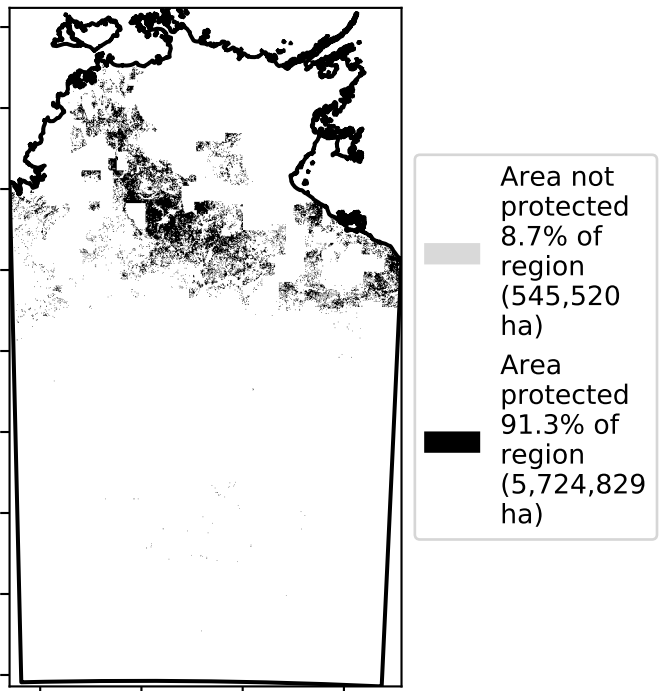 Area not
protected
8.7% of
region
(545,520
ha)
Area
protected
91.3% of
region
(5,724,829
ha)